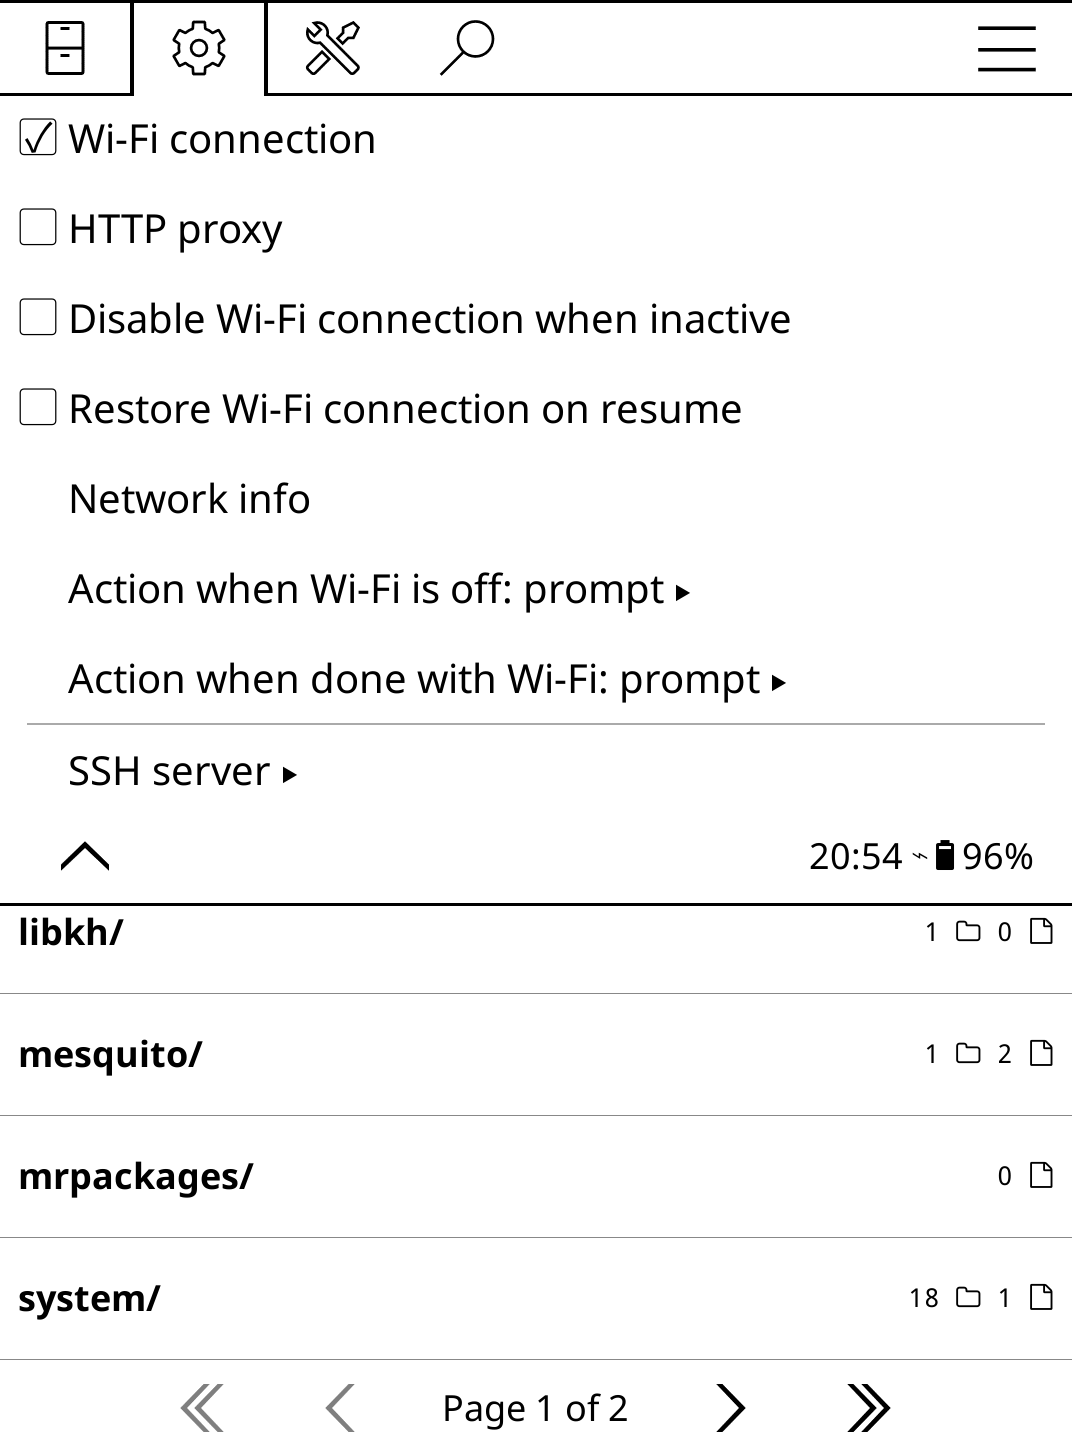 Wi-Fi connection
HTTP proxy
Disable Wi-Fi connection when inactive
Restore Wi-Fi connection on resume
Network info
Action when Wi-Fi is off: prompt ▸
Action when done with Wi-Fi: prompt ▸
SSH server ▸
20:54 96%
libkh/ 1 0
mesquito/ 1 2
mrpackages/ 0
system/ 18 1
Page 1 of 2